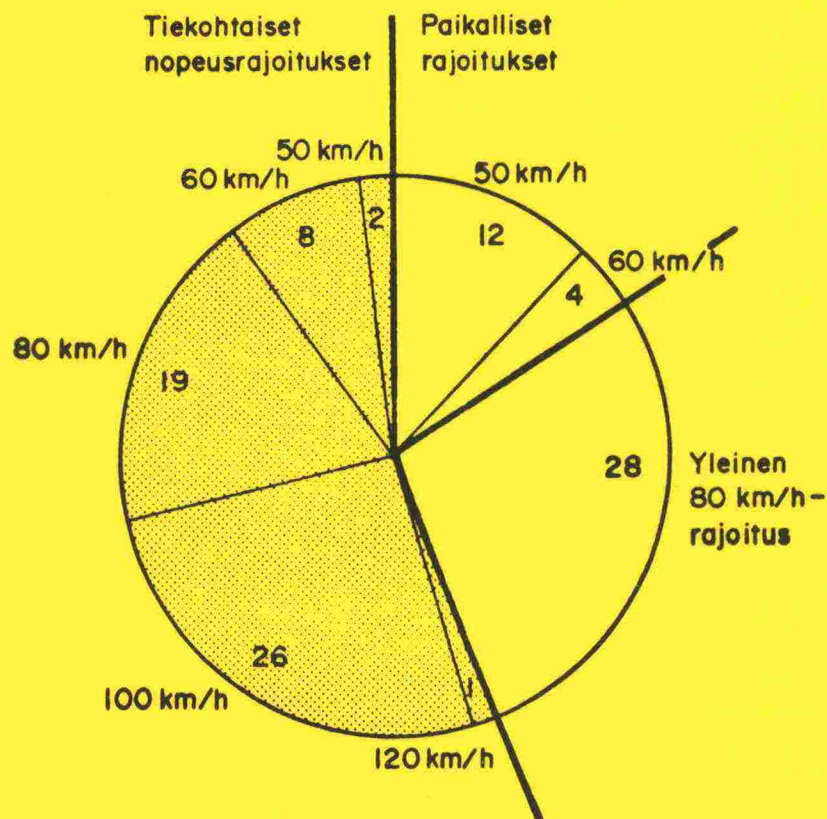 Tiekohtaiset
nopeusrajoitukset
Paikalliset
rajoitukset
50 km/h
60 km/h
50 km/h
2
8
12
60 km/h
4
80 km/h
19
28
Yleinen
80 km/h-
rajoitus
26
1
100 km/h
120 km/h